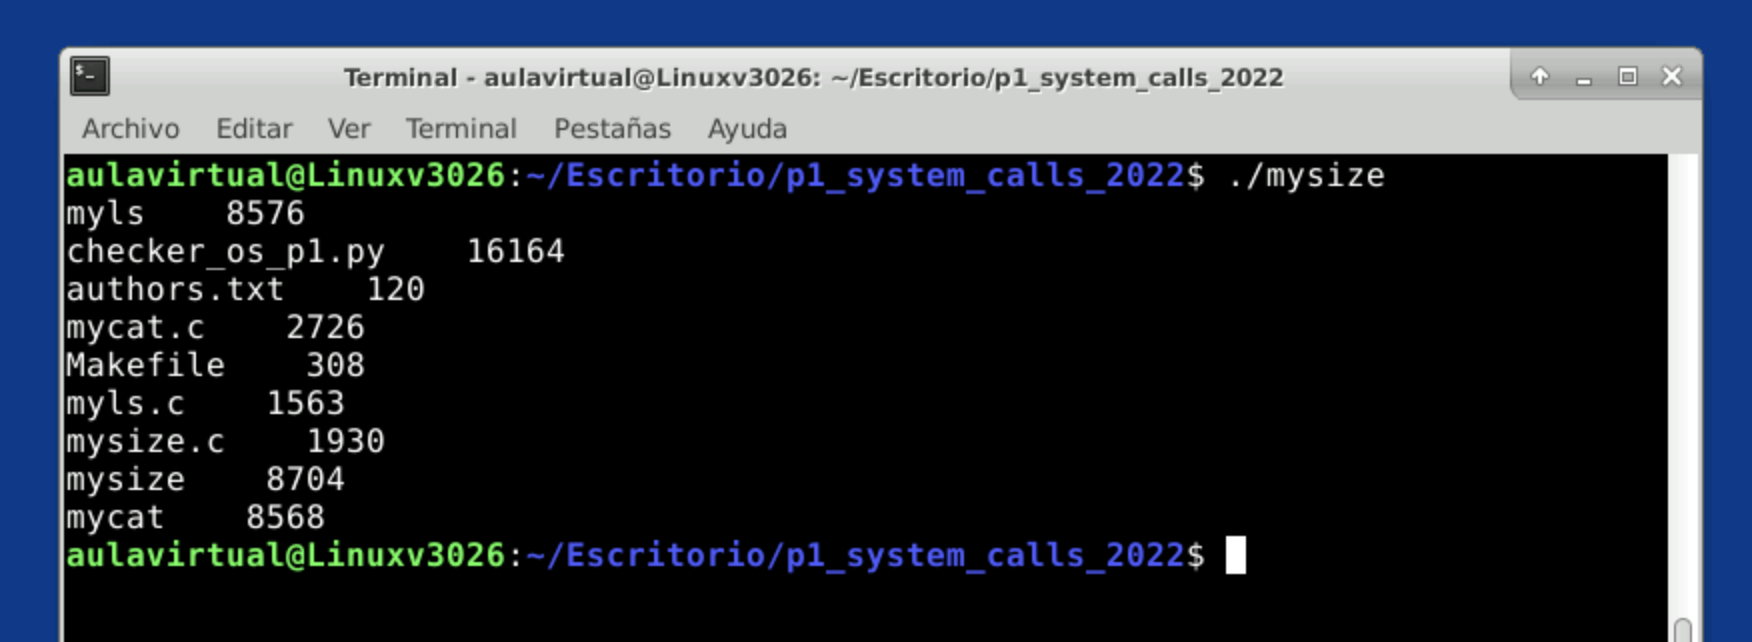 Terminal - aulavirtual@Linuxv3026: ~/Escritorio/p1_system_calls_2022
Archivo Editar Ver Terminal Pestañas Ayuda
aulavirtual@Linuxv3026:~/Escritorio/p1_system_calls_2022$ ./mysize
myls    8576
checker_os_p1.py    16164
authors.txt    120
mycat.c    2726
Makefile    308
myls.c    1563
mysize.c    1930
mysize    8704
mycat    8568
aulavirtual@Linuxv3026:~/Escritorio/p1_system_calls_2022$